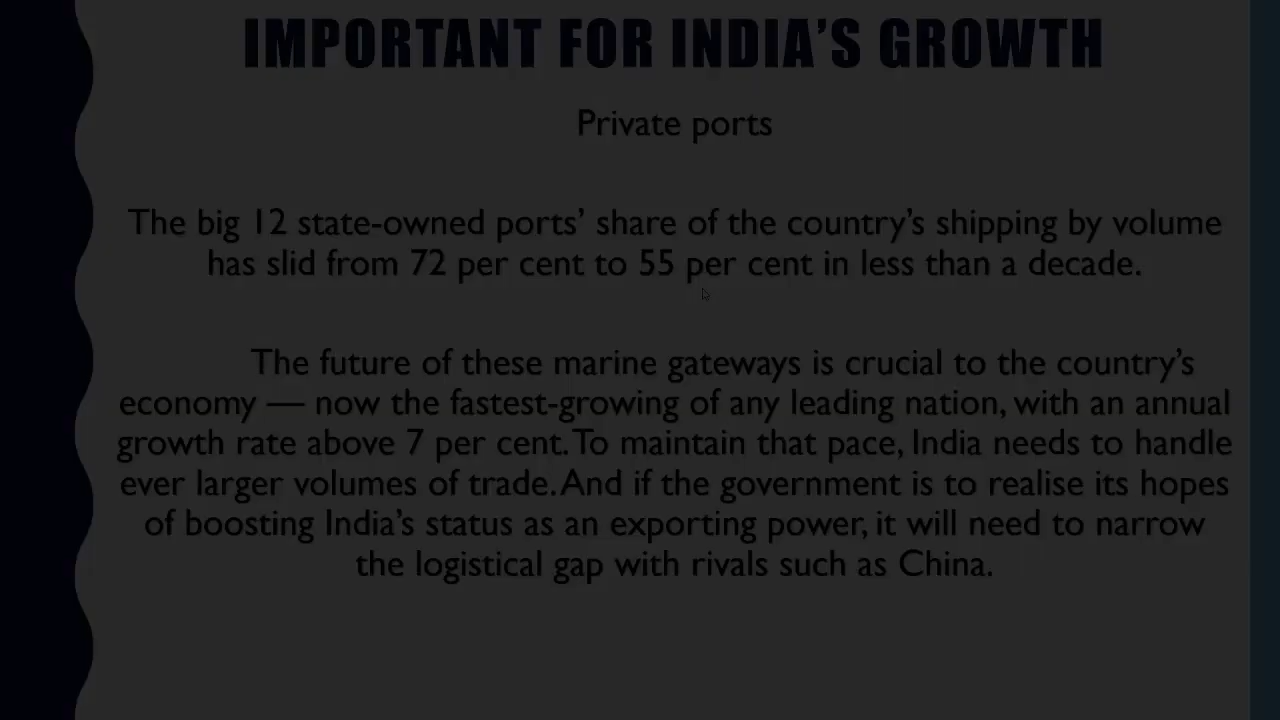 IMPORTANT FOR INDIA’S GROWTH
Private ports
The big 12 state-owned ports’ share of the country’s shipping by volume
has slid from 72 per cent to 55 per cent in less than a decade.
The future of these marine gateways is crucial to the country’s
economy — now the fastest-growing of any leading nation, with an annual
growth rate above 7 per cent. To maintain that pace, India needs to handle
ever larger volumes of trade. And if the government is to realise its hopes
of boosting India’s status as an exporting power, it will need to narrow
the logistical gap with rivals such as China.